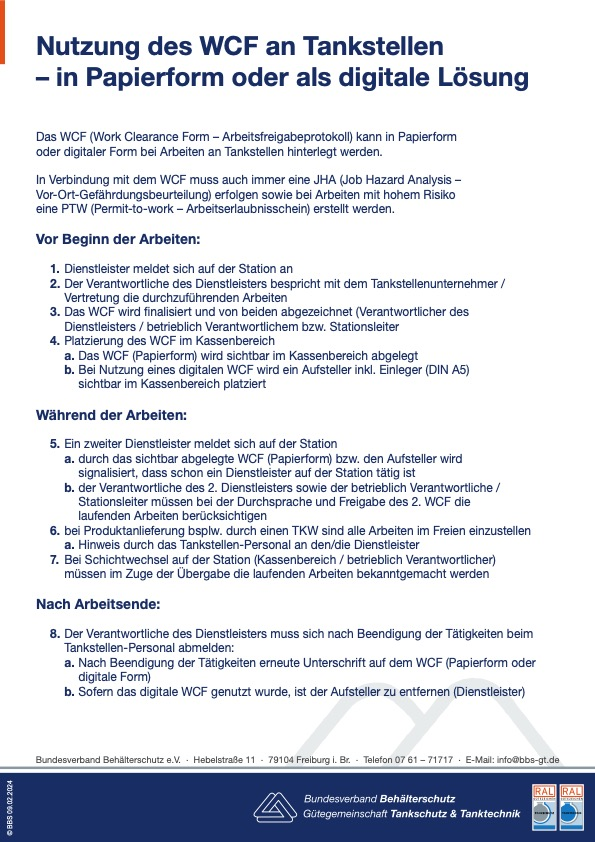 Nutzung des WCF an Tankstellen
– in Papierform oder als digitale Lösung
Das WCF (Work Clearance Form – Arbeitsfreigabeprotokoll) kann in Papierform
oder digitaler Form bei Arbeiten an Tankstellen hinterlegt werden.
In Verbindung mit dem WCF muss auch immer eine JHA (Job Hazard Analysis –
Vor-Ort-Gefährdungsbeurteilung) erfolgen sowie bei Arbeiten mit hohem Risiko
eine PTW (Permit-to-work – Arbeitserlaubnisschein) erstellt werden.
Vor Beginn der Arbeiten:
1. Dienstleister meldet sich auf der Station an
2. Der Verantwortliche des Dienstleisters bespricht mit dem Tankstellenunternehmer /
Vertretung die durchzuführenden Arbeiten
3. Das WCF wird finalisiert und von beiden abgezeichnet (Verantwortlicher des
Dienstleisters / betrieblich Verantwortlichem bzw. Stationsleiter
4. Platzierung des WCF im Kassenbereich
a. Das WCF (Papierform) wird sichtbar im Kassenbereich abgelegt
b. Bei Nutzung eines digitalen WCF wird ein Aufsteller inkl. Einleger (DIN A5)
sichtbar im Kassenbereich platziert
Während der Arbeiten:
5. Ein zweiter Dienstleister meldet sich auf der Station
a. durch das sichtbar abgelegte WCF (Papierform) bzw. den Aufsteller wird
signalisiert, dass schon ein Dienstleister auf der Station tätig ist
b. der Verantwortliche des 2. Dienstleisters sowie der betrieblich Verantwortliche /
Stationsleiter müssen bei der Durchsprache und Freigabe des 2. WCF die
laufenden Arbeiten berücksichtigen
6. bei Produktanlieferung bsplw. durch einen TKW sind alle Arbeiten im Freien einzustellen
a. Hinweis durch das Tankstellen-Personal an den/die Dienstleister
7. Bei Schichtwechsel auf der Station (Kassenbereich / betrieblich Verantwortlicher)
müssen im Zuge der Übergabe die laufenden Arbeiten bekanntgemacht werden
Nach Arbeitsende:
8. Der Verantwortliche des Dienstleisters muss sich nach Beendigung der Tätigkeiten beim
Tankstellen-Personal abmelden:
a. Nach Beendigung der Tätigkeiten erneute Unterschrift auf dem WCF (Papierform oder
digitale Form)
b. Sofern das digitale WCF genutzt wurde, ist der Aufsteller zu entfernen (Dienstleister)
Bundesverband Behälterschutz e.V. · Hebelstraße 11 · 79104 Freiburg i. Br. · Telefon 07 61 – 71717 · E-Mail: info@bbs-gt.de
© BBS 09.02.2024
Bundesverband Behälterschutz
Gütegemeinschaft Tankschutz & Tanktechnik
RAL
RAL